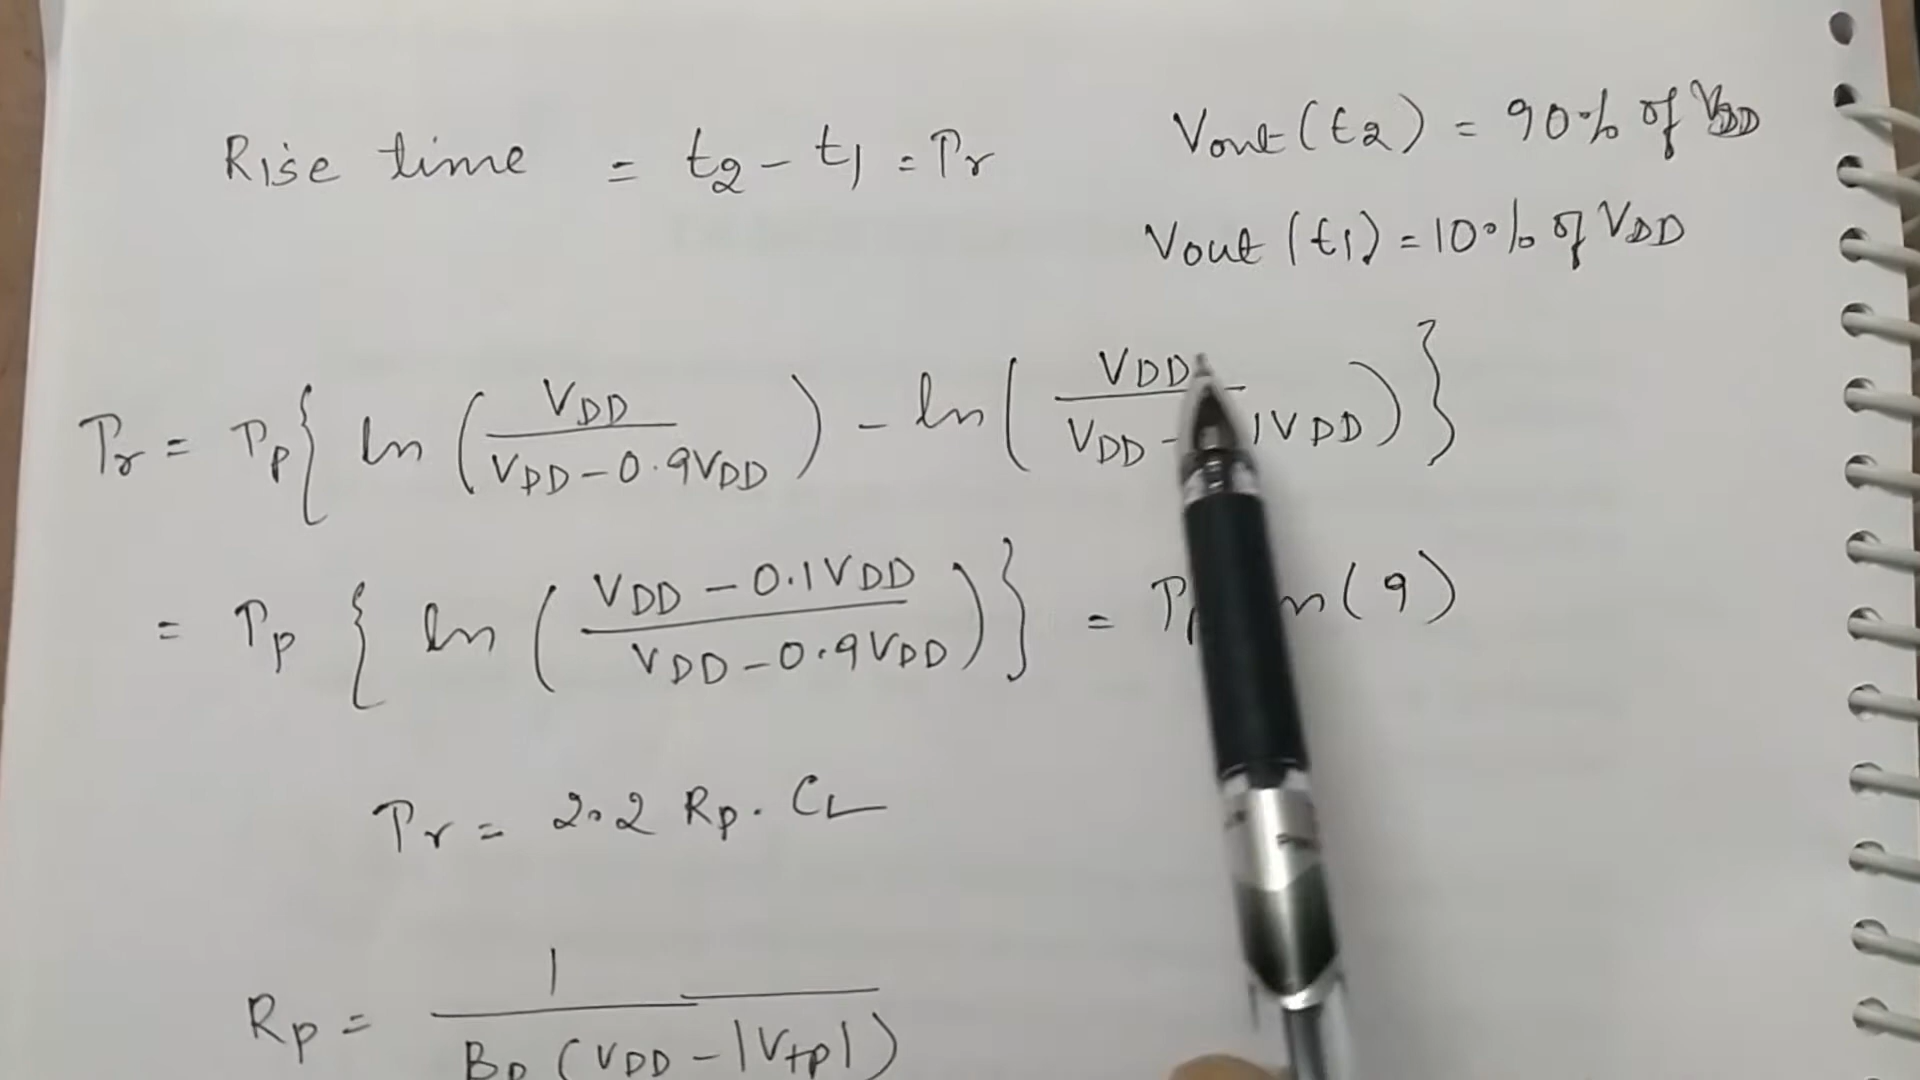 Rise time = t2 - t1 = τr
Vout(t2) = 90% of VDD
Vout(t1) = 10% of VDD
τr = τp { ln ( VDD / VDD - 0.9VDD ) - ln ( VDD / VDD - 1VDD ) }
= τp { ln ( VDD - 0.1VDD / VDD - 0.9VDD ) } = n(9)
τr = 2.2 Rp. CL
Rp = 1 / Bp (VDD - |Vtp|)